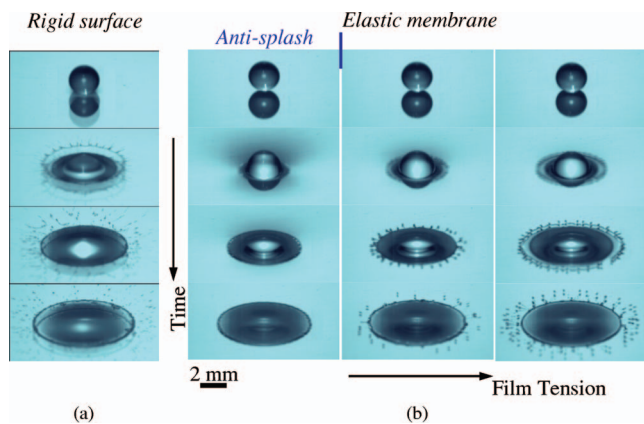 Rigid surface
Elastic membrane
Anti-splash
Time
2 mm
Film Tension
(a)
(b)